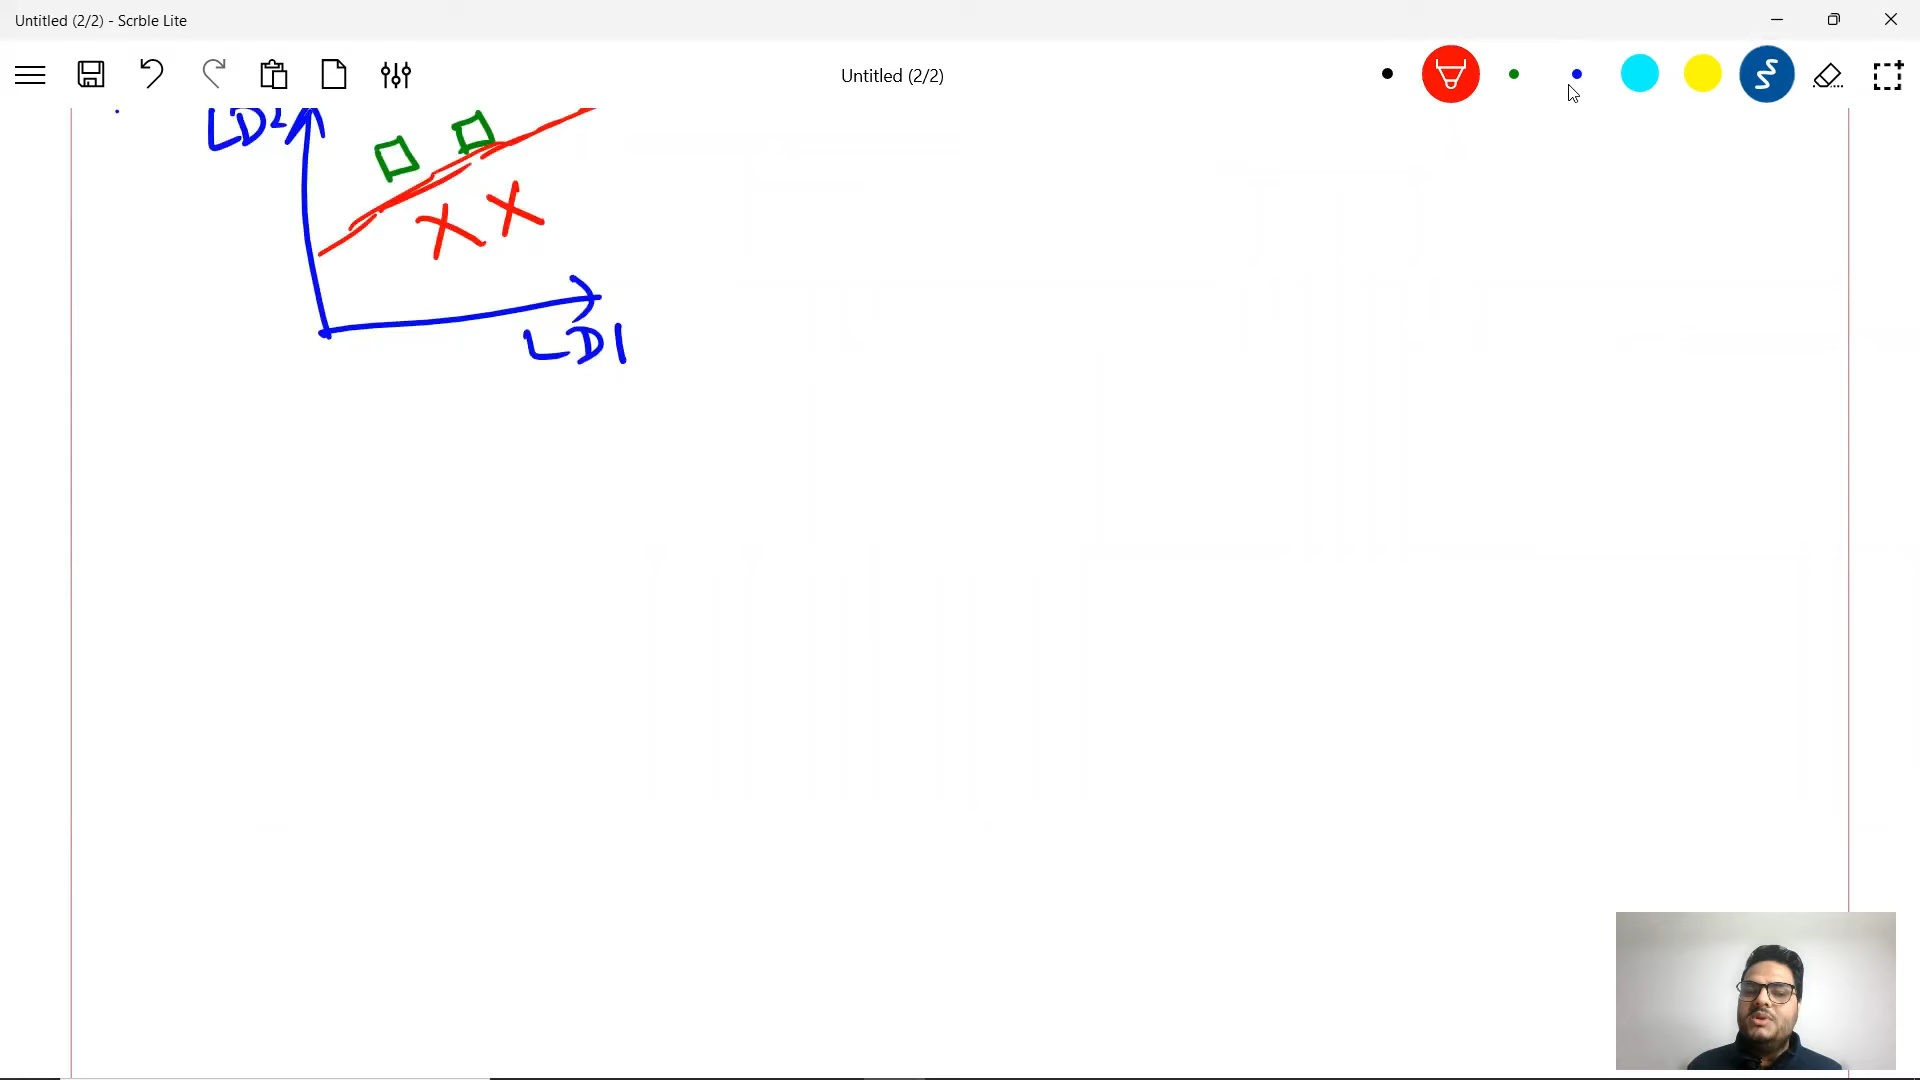 Untitled (2/2) - Scrble Lite
Untitled (2/2)
LD2
LD1